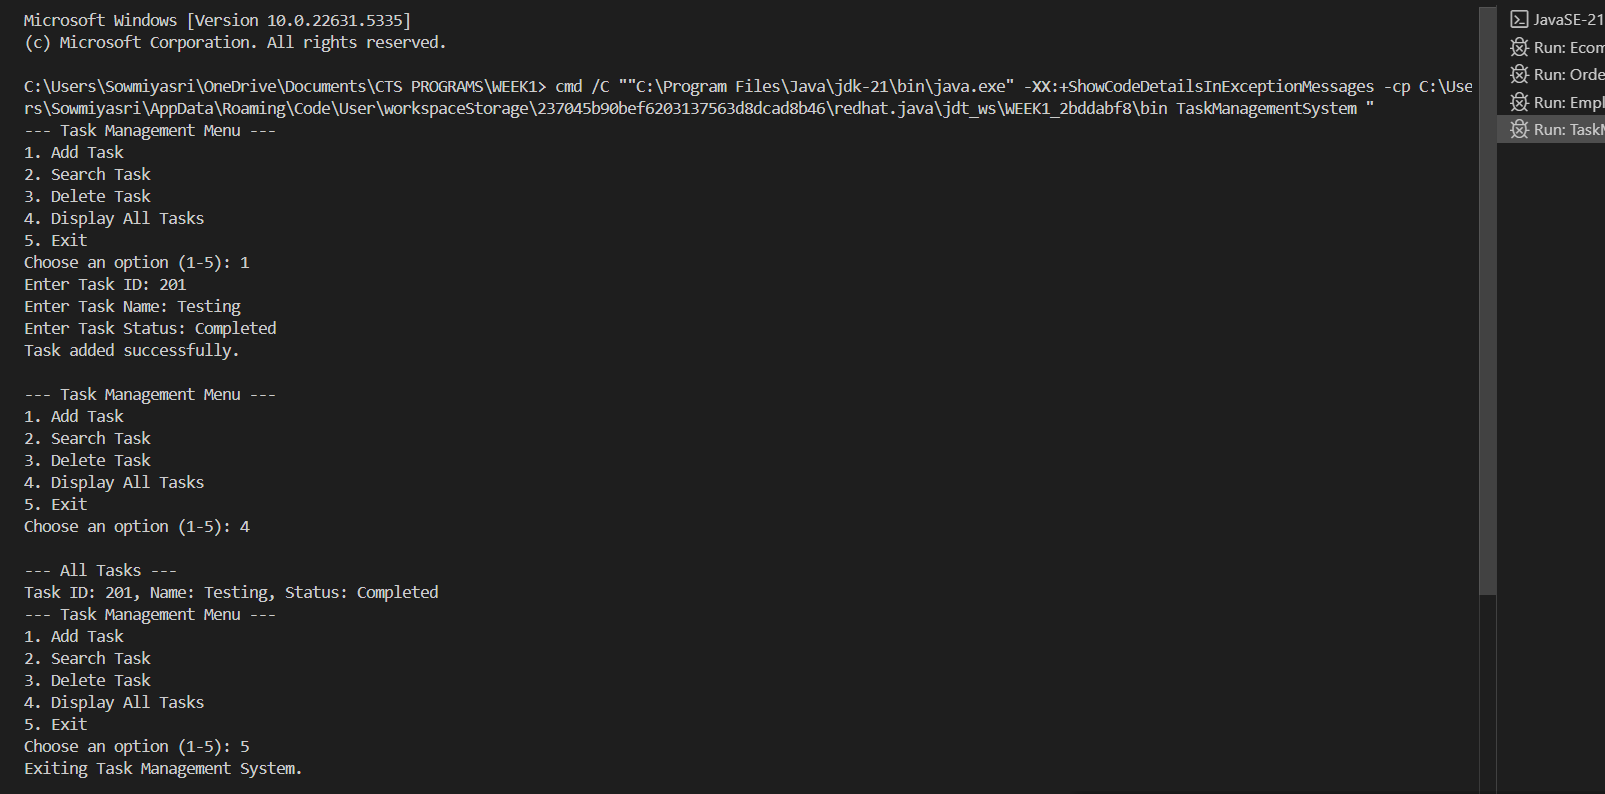 Microsoft Windows [Version 10.0.22631.5335]
(c) Microsoft Corporation. All rights reserved.
C:\Users\Sowmiyasri\OneDrive\Documents\CTS PROGRAMS\WEEK1> cmd /C ""C:\Program Files\Java\jdk-21\bin\java.exe" -XX:+ShowCodeDetailsInExceptionMessages -cp C:\Use
rs\Sowmiyasri\AppData\Roaming\Code\User\workspaceStorage\237045b90bef6203137563d8dcad8b46\redhat.java\jdt_ws\WEEK1_2bddabf8\bin TaskManagementSystem "
--- Task Management Menu ---
1. Add Task
2. Search Task
3. Delete Task
4. Display All Tasks
5. Exit
Choose an option (1-5): 1
Enter Task ID: 201
Enter Task Name: Testing
Enter Task Status: Completed
Task added successfully.
--- Task Management Menu ---
1. Add Task
2. Search Task
3. Delete Task
4. Display All Tasks
5. Exit
Choose an option (1-5): 4
--- All Tasks ---
Task ID: 201, Name: Testing, Status: Completed
--- Task Management Menu ---
1. Add Task
2. Search Task
3. Delete Task
4. Display All Tasks
5. Exit
Choose an option (1-5): 5
Exiting Task Management System.
JavaSE-21
Run: Ecom
Run: Orde
Run: Empl
Run: TaskM